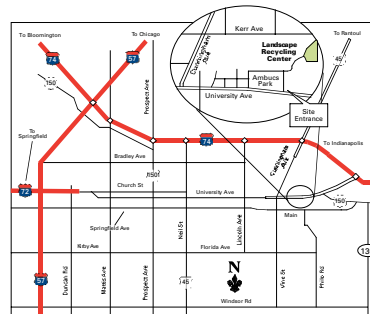 To Bloomington
To Chicago
To Rantoul
Kerr Ave
Cunningham
Ave
Landscape
Recycling
Center
Ambucs
Park
University Ave
Site
Entrance
74
57
150
45
Prospect Ave
To
Springfield
Bradley Ave
150
74
Cunningham
Ave
To Indianapolis
72
Church St
University Ave
150
Main
Springfield Ave
Neil St
Lincoln Ave
Kirby Ave
Florida Ave
13
Duncan Rd
Mattis Ave
Prospect Ave
57
45
N
Vine St
Philo Rd
Windsor Rd